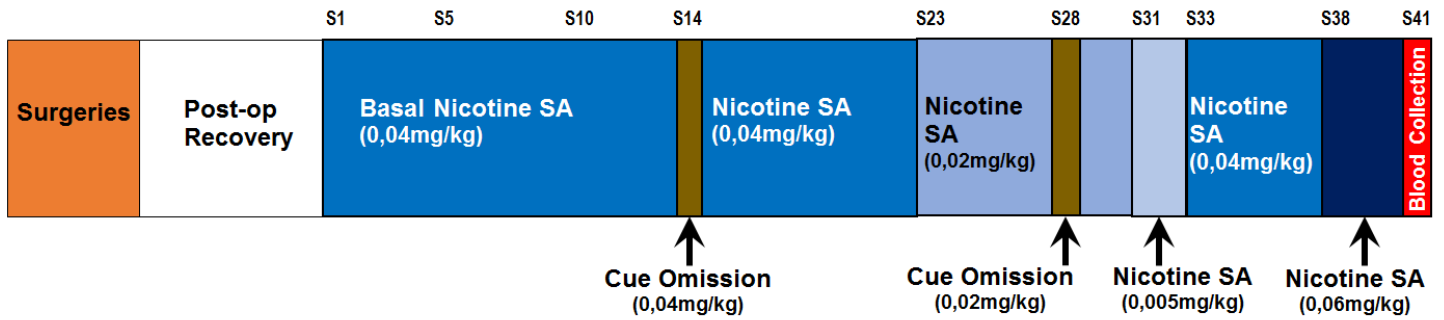 S1 S5 S10 S14 S23 S28 S31 S33 S38 S41
Surgeries
Post-op
Recovery
Basal Nicotine SA
(0,04mg/kg)
Nicotine SA
(0,04mg/kg)
Nicotine
SA
(0,02mg/kg)
Nicotine
SA
(0,04mg/kg)
Blood Collection
Cue Omission
(0,04mg/kg)
Cue Omission
(0,02mg/kg)
Nicotine SA
(0,005mg/kg)
Nicotine SA
(0,06mg/kg)